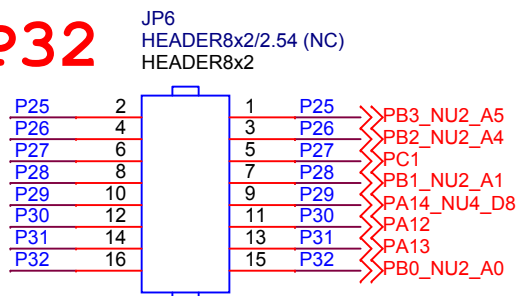 P32
JP6
HEADER8x2/2.54 (NC)
HEADER8x2
P25 2 1 P25 PB3_NU2_A5
P26 4 3 P26 PB2_NU2_A4
P27 6 5 P27 PC1
P28 8 7 P28 PB1_NU2_A1
P29 10 9 P29 PA14_NU4_D8
P30 12 11 P30 PA12
P31 14 13 P31 PA13
P32 16 15 P32 PB0_NU2_A0